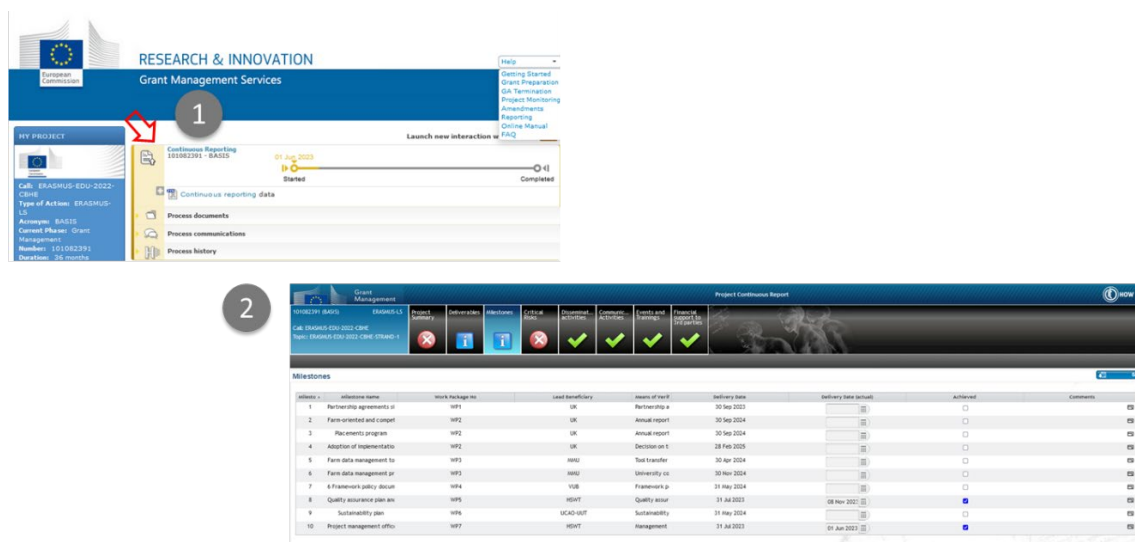 European
Commission
RESEARCH & INNOVATION
Grant Management Services
Help
Getting Started
Grant Preparation
GA Termination
Project Monitoring
Amendments
Reporting
Online Manual
FAQ
1
MY PROJECT
Call: ERASMUS-EDU-2022-
CBHE
Type of Action: ERASMUS-
LS
Acronym: BASIS
Current Phase: Grant
Management
Number: 101082391
Duration: 36 months
Launch new interaction w
Continuous Reporting
101082391 - BASIS
01 Jun 2023
Started Completed
Continuous reporting data
Process documents
Process communications
Process history
2
Grant
Management
Project Continuous Report
HOW
101082391 (BASIS) ERASMUS-LS
Call: ERASMUS-EDU-2022-CBHE
Topic: ERASMUS-EDU-2022-CBHE-STRAND-1
Project
Summary
Deliverables
Milestones
Critical
Risks
Disseminat...
activities
Communic...
Activities
Events and
Trainings
Financial
support to
3rd parties
Milestones
Milestone name Work Package No Lead Beneficiary Means of Verif Delivery Date Delivery Date (actual) Achieved Comments
1 Partnership agreements si WP1 UK Partnership a 30 Sep 2023
2 Farm-oriented and compet WP2 UK Annual report 30 Sep 2024
3 Placements program WP2 UK Annual report 30 Sep 2024
4 Adoption of implementatio WP2 UK Decision on t 28 Feb 2025
5 Farm data management to WP3 MMU Tool transfer 30 Apr 2024
6 Farm data management pr WP3 MMU University co 30 Nov 2024
7 6 Framework policy docun WP4 VUB Framework p 31 May 2024
8 Quality assurance plan an WP5 HSWT Quality assur 31 Jul 2023 08 Nov 2023
9 Sustainability plan WP6 UCAO-UUT Sustainability 31 May 2024
10 Project management office WP7 HSWT Management 31 Jul 2023 01 Jun 2023